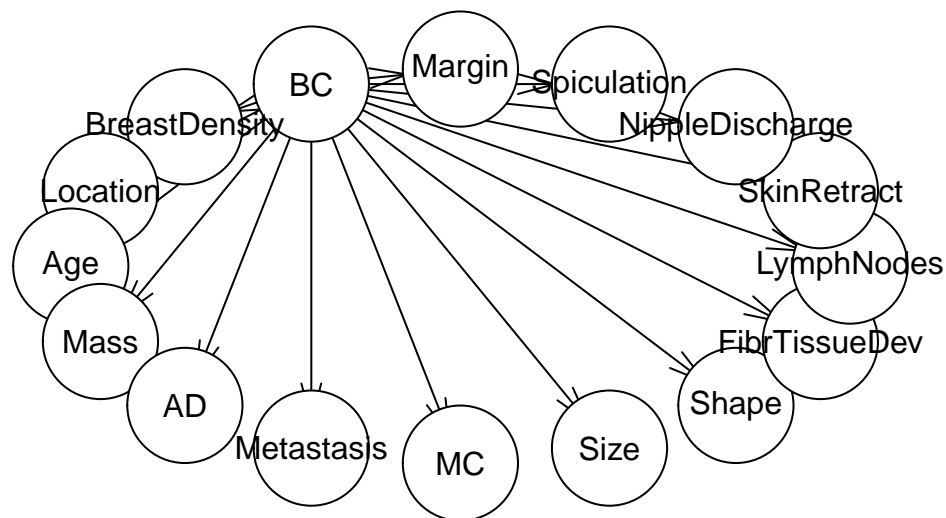 Margin
BC
Spiculation
BreastDensity
NippleDischarge
Location
SkinRetract
Age
LymphNodes
Mass
FibrTissueDev
AD
Shape
Metastasis
MC
Size